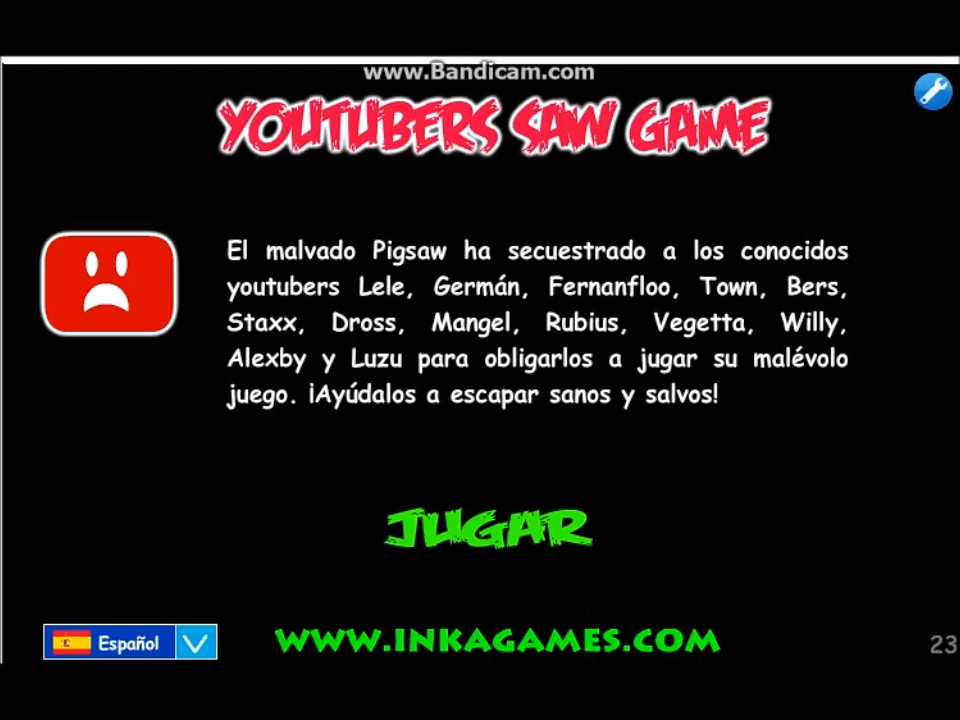 www.Bandicam.com
YOUTUBERS SAW GAME
El malvado Pigsaw ha secuestrado a los conocidos
youtubers Lele, Germán, Fernanfloo, Town, Bers,
Staxx, Dross, Mangel, Rubius, Vegetta, Willy,
Alexby y Luzu para obligarlos a jugar su malévolo
juego. ¡Ayúdalos a escapar sanos y salvos!
JUGAR
Español
WWW.INKAGAMES.COM
23